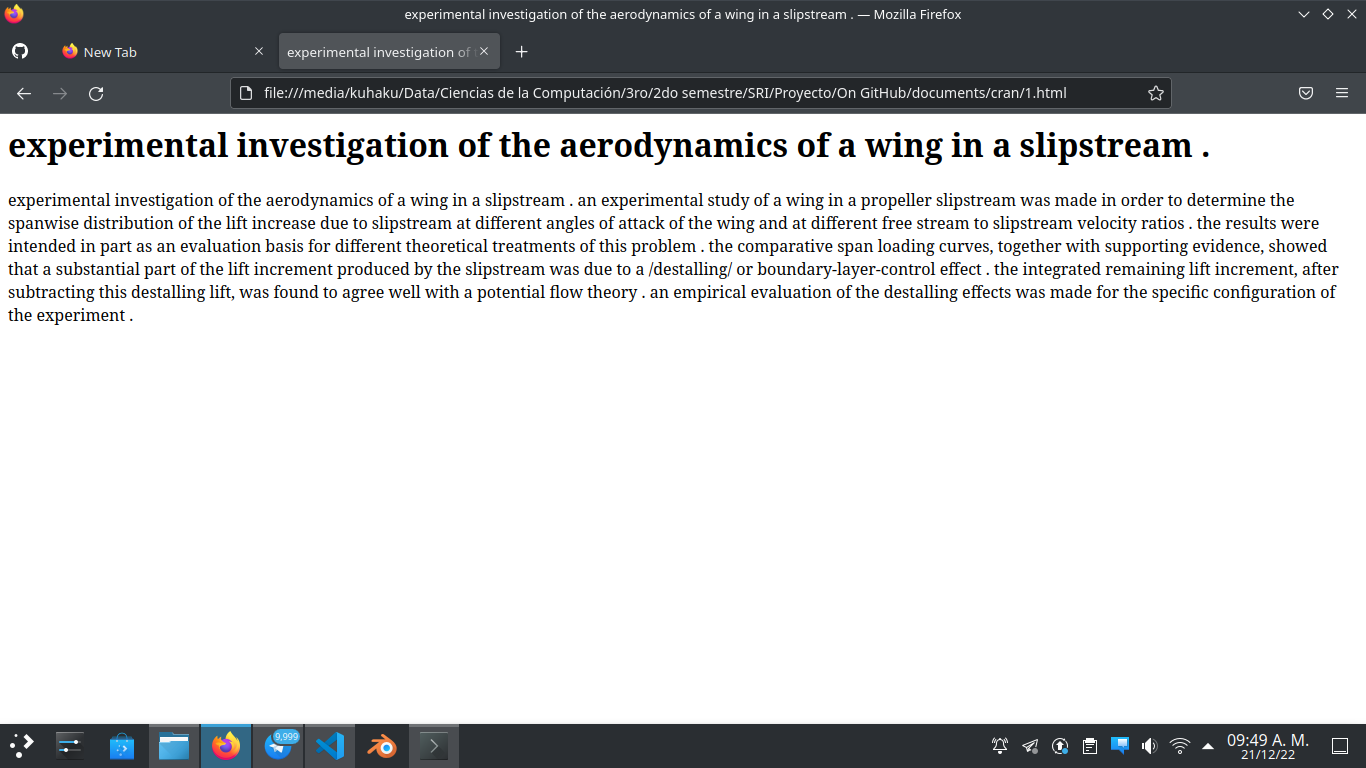 experimental investigation of the aerodynamics of a wing in a slipstream . — Mozilla Firefox
New Tab
experimental investigation of
file:///media/kuhaku/Data/Ciencias de la Computación/3ro/2do semestre/SRI/Proyecto/On GitHub/documents/cran/1.html
experimental investigation of the aerodynamics of a wing in a slipstream .
experimental investigation of the aerodynamics of a wing in a slipstream . an experimental study of a wing in a propeller slipstream was made in order to determine the
spanwise distribution of the lift increase due to slipstream at different angles of attack of the wing and at different free stream to slipstream velocity ratios . the results were
intended in part as an evaluation basis for different theoretical treatments of this problem . the comparative span loading curves, together with supporting evidence, showed
that a substantial part of the lift increment produced by the slipstream was due to a /destalling/ or boundary-layer-control effect . the integrated remaining lift increment, after
subtracting this destalling lift, was found to agree well with a potential flow theory . an empirical evaluation of the destalling effects was made for the specific configuration of
the experiment .
9,999
09:49 A. M.
21/12/22